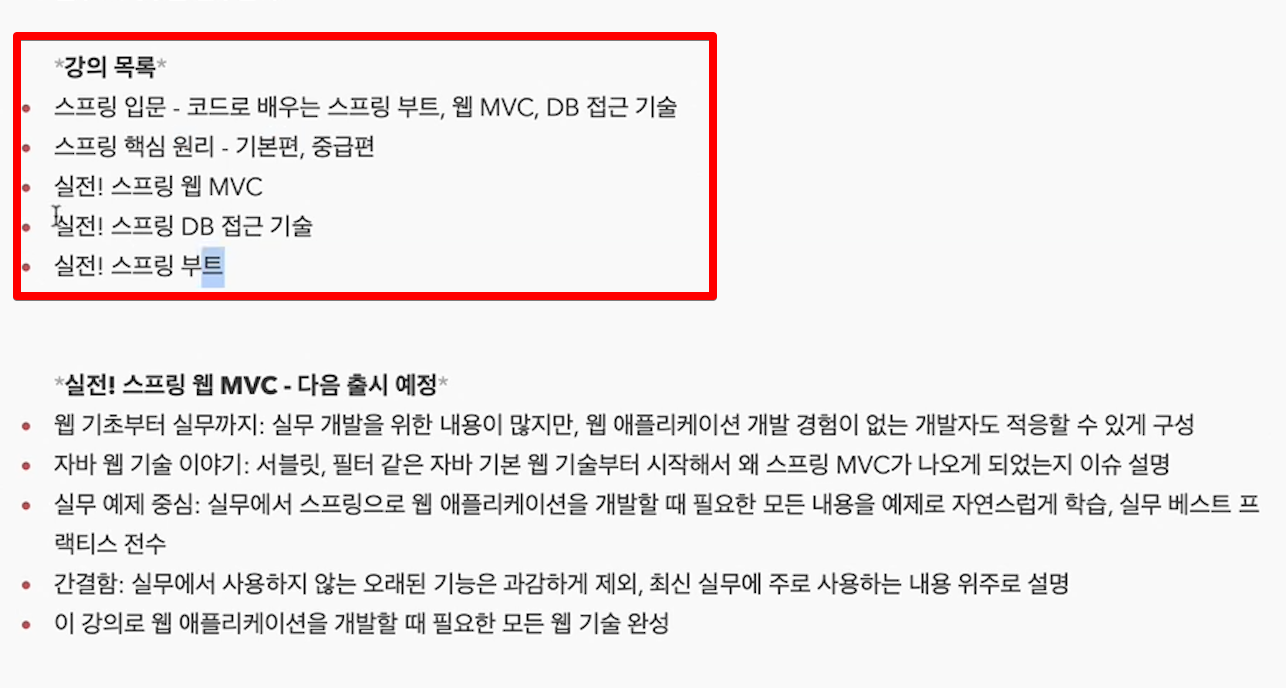 *강의 목록*
스프링 입문 - 코드로 배우는 스프링 부트, 웹 MVC, DB 접근 기술
스프링 핵심 원리 - 기본편, 중급편
실전! 스프링 웹 MVC
실전! 스프링 DB 접근 기술
실전! 스프링 부트
*실전! 스프링 웹 MVC - 다음 출시 예정*
웹 기초부터 실무까지: 실무 개발을 위한 내용이 많지만, 웹 애플리케이션 개발 경험이 없는 개발자도 적응할 수 있게 구성
자바 웹 기술 이야기: 서블릿, 필터 같은 자바 기본 웹 기술부터 시작해서 왜 스프링 MVC가 나오게 되었는지 이슈 설명
실무 예제 중심: 실무에서 스프링으로 웹 애플리케이션을 개발할 때 필요한 모든 내용을 예제로 자연스럽게 학습, 실무 베스트 프
랙티스 전수
간결함: 실무에서 사용하지 않는 오래된 기능은 과감하게 제외, 최신 실무에 주로 사용하는 내용 위주로 설명
이 강의로 웹 애플리케이션을 개발할 때 필요한 모든 웹 기술 완성